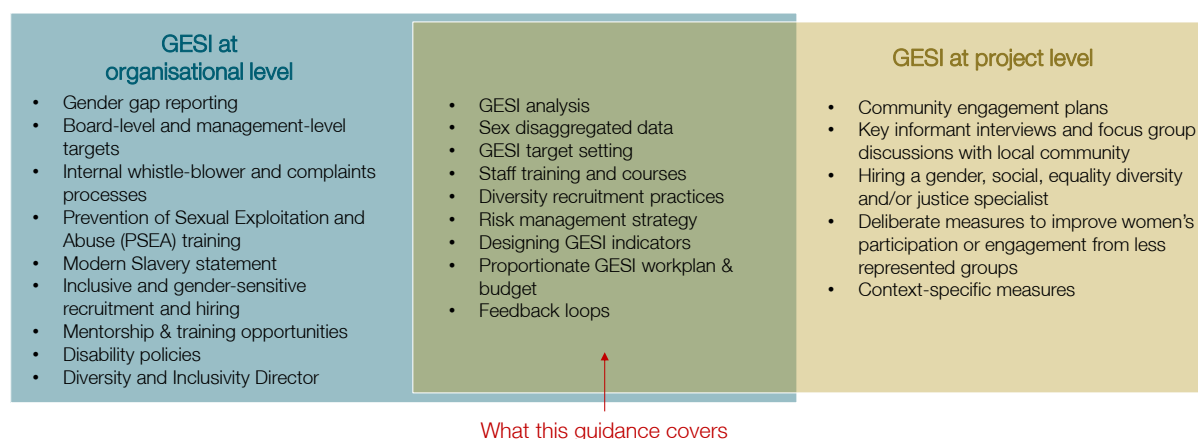 GESI at
organisational level
• Gender gap reporting
• Board-level and management-level
targets
• Internal whistle-blower and complaints
processes
• Prevention of Sexual Exploitation and
Abuse (PSEA) training
• Modern Slavery statement
• Inclusive and gender-sensitive
recruitment and hiring
• Mentorship & training opportunities
• Disability policies
• Diversity and Inclusivity Director
• GESI analysis
• Sex disaggregated data
• GESI target setting
• Staff training and courses
• Diversity recruitment practices
• Risk management strategy
• Designing GESI indicators
• Proportionate GESI workplan &
budget
• Feedback loops
GESI at project level
• Community engagement plans
• Key informant interviews and focus group
discussions with local community
• Hiring a gender, social, equality diversity
and/or justice specialist
• Deliberate measures to improve women's
participation or engagement from less
represented groups
• Context-specific measures
What this guidance covers